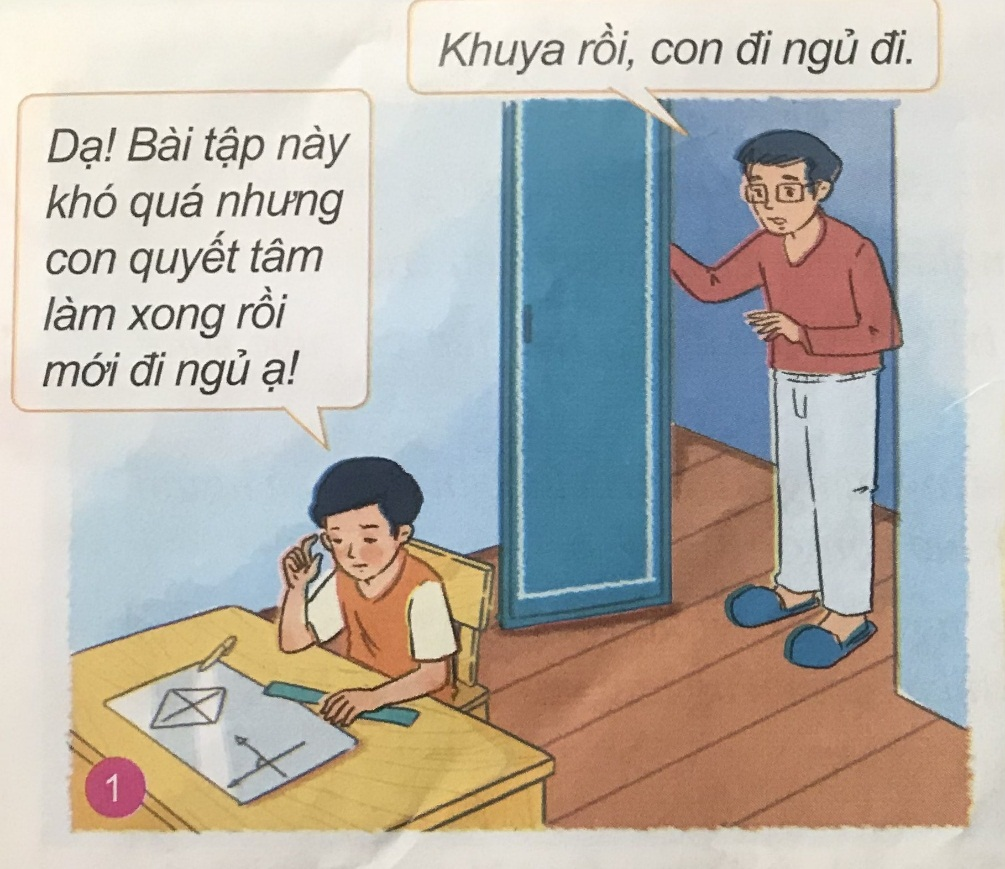 Khuya rồi, con đi ngủ đi.
Dạ! Bài tập này
khó quá nhưng
con quyết tâm
làm xong rồi
mới đi ngủ ạ!
1